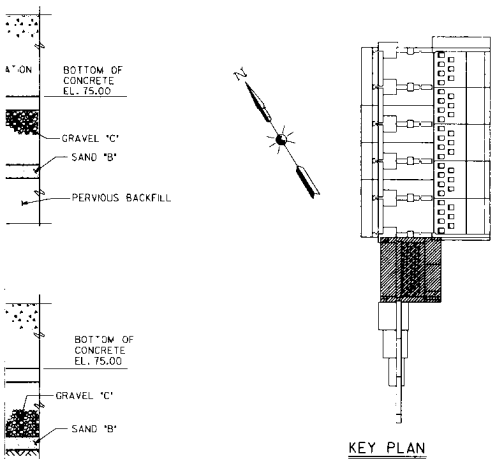 ATION
BOTTOM OF
CONCRETE
EL. 75.00
GRAVEL "C"
SAND "B"
PERVIOUS BACKFILL
N
BOTTOM OF
CONCRETE
EL. 75.00
GRAVEL "C"
SAND "B"
KEY PLAN